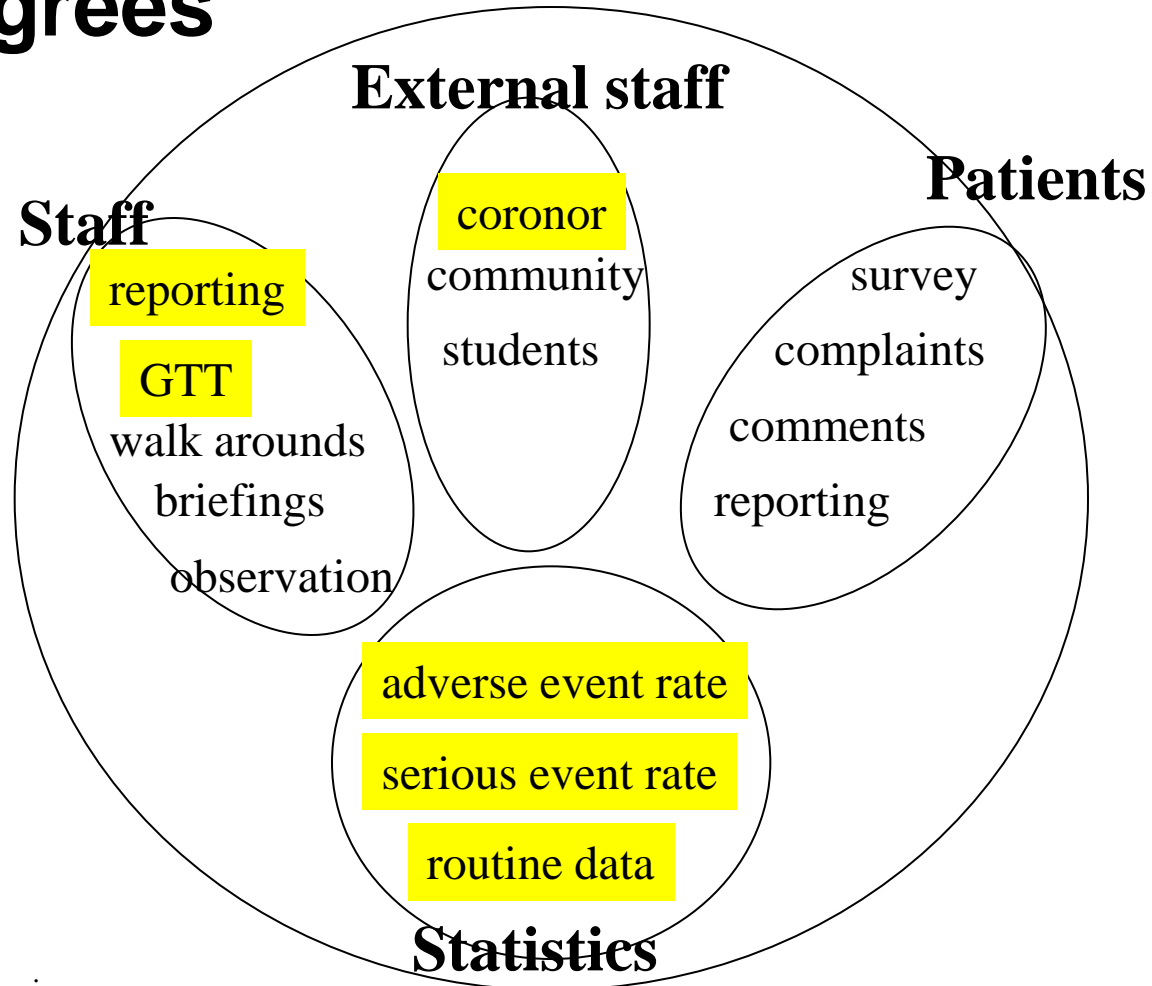 grees
External staff
Patients
Staff
coronor
community
students
reporting
GTT
walk arounds
briefings
observation
survey
complaints
comments
reporting
adverse event rate
serious event rate
routine data
Statistics
.